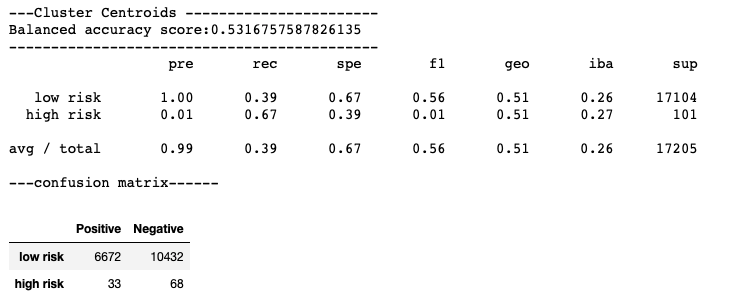 ---Cluster Centroids -----------------------
Balanced accuracy score:0.5316757587826135
---------------------------------------------
pre rec spe f1 geo iba sup
low risk 1.00 0.39 0.67 0.56 0.51 0.26 17104
high risk 0.01 0.67 0.39 0.01 0.51 0.27 101
avg / total 0.99 0.39 0.67 0.56 0.51 0.26 17205
---confusion matrix------
Positive Negative
low risk 6672 10432
high risk 33 68